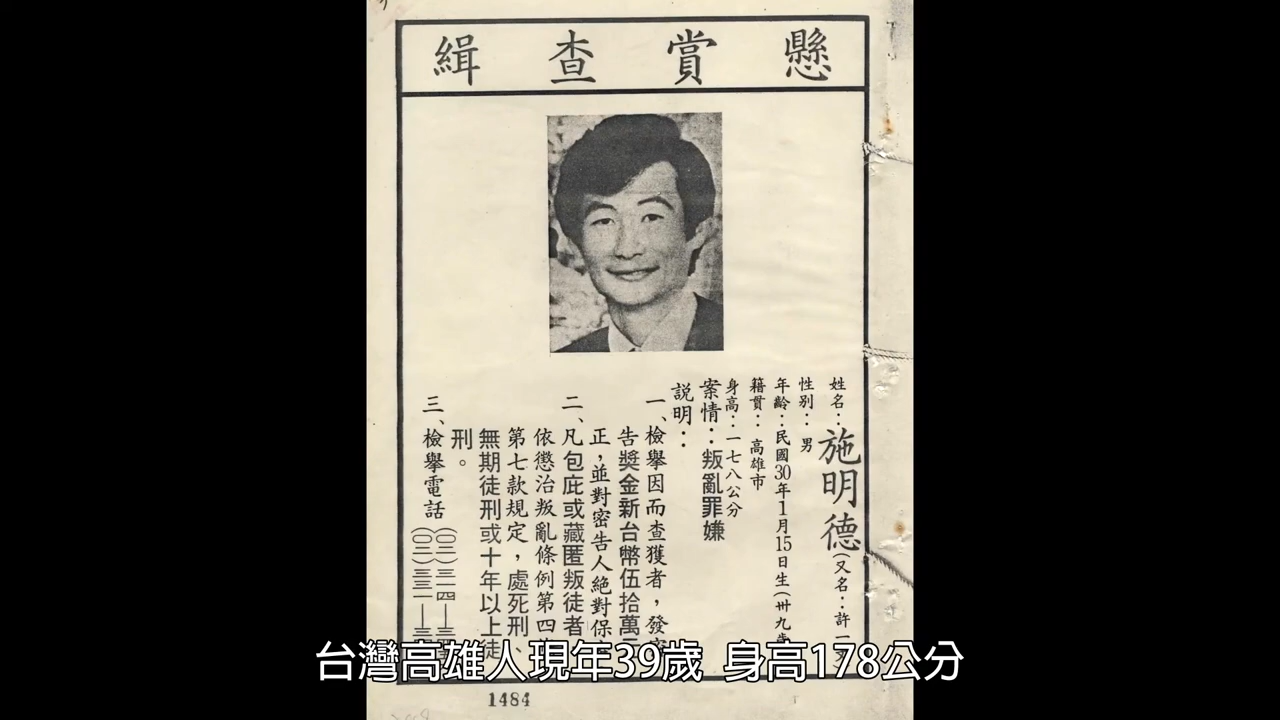 懸賞查緝
姓名：施明德（又名：許一文
性別：男
年齡：民國30年1月15日生（卅九歲
籍貫：高雄市
身高：一七八公分
案情：叛亂罪嫌
說明：
一、檢舉因而查獲者，發
告獎金新台幣伍拾萬
正，並對密告人絕對保
二、凡包庇或藏匿叛徒者
依懲治叛亂條例第四
第七款規定，處死刑、
無期徒刑或十年以上徒
刑。
三、檢舉電話
1484
台灣高雄人現年39歲 身高178公分